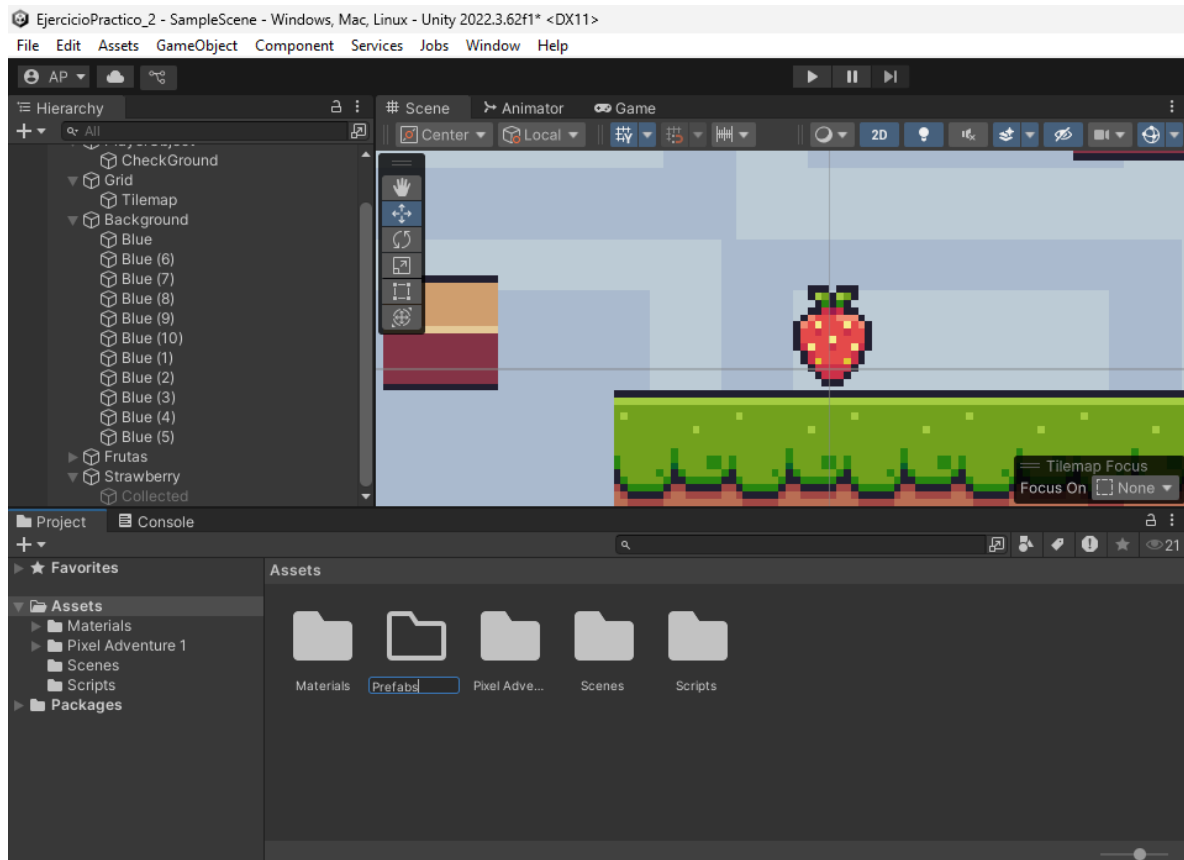 EjercicioPractico_2 - SampleScene - Windows, Mac, Linux - Unity 2022.3.62f1* <DX11>
File Edit Assets GameObject Component Services Jobs Window Help
AP
Hierarchy
Scene Animator Game
All
Center Local 2D
CheckGround
Grid
Tilemap
Background
Blue
Blue (6)
Blue (7)
Blue (8)
Blue (9)
Blue (10)
Blue (1)
Blue (2)
Blue (3)
Blue (4)
Blue (5)
Frutas
Strawberry
Collected
Tilemap Focus
Focus On None
Project Console
21
Favorites
Assets
Materials
Pixel Adventure 1
Scenes
Scripts
Packages
Assets
Materials Prefabs Pixel Adve... Scenes Scripts